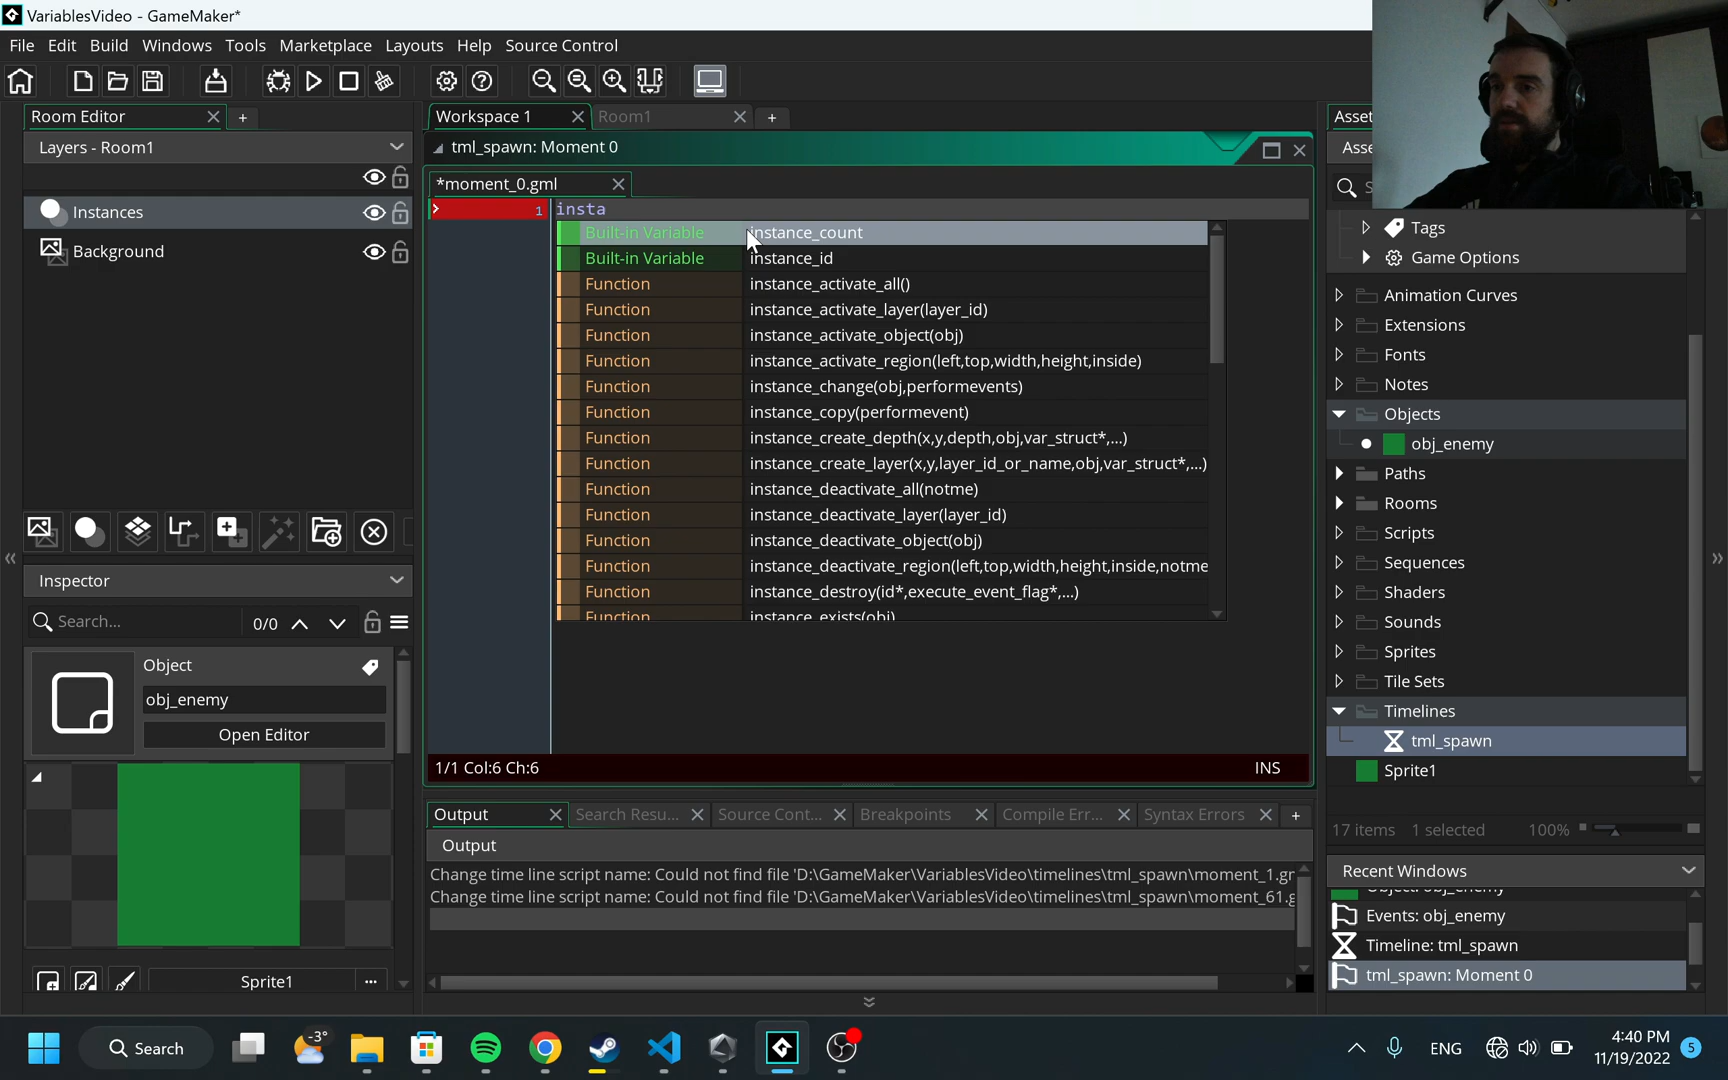 VariablesVideo - GameMaker*
File Edit Build Windows Tools Marketplace Layouts Help Source Control
Room Editor
Layers - Room1
Instances
Background
Inspector
Search...
0/0
Object
obj_enemy
Open Editor
Sprite1
Workspace 1
Room1
tml_spawn: Moment 0
*moment_0.gml
1
insta
Built-in Variable instance_count
Built-in Variable instance_id
Function instance_activate_all()
Function instance_activate_layer(layer_id)
Function instance_activate_object(obj)
Function instance_activate_region(left,top,width,height,inside)
Function instance_change(obj,performevents)
Function instance_copy(performevent)
Function instance_create_depth(x,y,depth,obj,var_struct*,...)
Function instance_create_layer(x,y,layer_id_or_name,obj,var_struct*,...)
Function instance_deactivate_all(notme)
Function instance_deactivate_layer(layer_id)
Function instance_deactivate_object(obj)
Function instance_deactivate_region(left,top,width,height,inside,notme
Function instance_destroy(id*,execute_event_flag*,...)
Function instance_exists(obj)
1/1 Col:6 Ch:6
INS
Output
Search Resu...
Source Cont...
Breakpoints
Compile Err...
Syntax Errors
Output
Change time line script name: Could not find file 'D:\GameMaker\VariablesVideo\timelines\tml_spawn\moment_1.gr
Change time line script name: Could not find file 'D:\GameMaker\VariablesVideo\timelines\tml_spawn\moment_61.g
Asset
Asse
S
Tags
Game Options
Animation Curves
Extensions
Fonts
Notes
Objects
obj_enemy
Paths
Rooms
Scripts
Sequences
Shaders
Sounds
Sprites
Tile Sets
Timelines
tml_spawn
Sprite1
17 items 1 selected 100%
Recent Windows
Object: obj_enemy
Events: obj_enemy
Timeline: tml_spawn
tml_spawn: Moment 0
Search
-3°
ENG
4:40 PM
11/19/2022
5